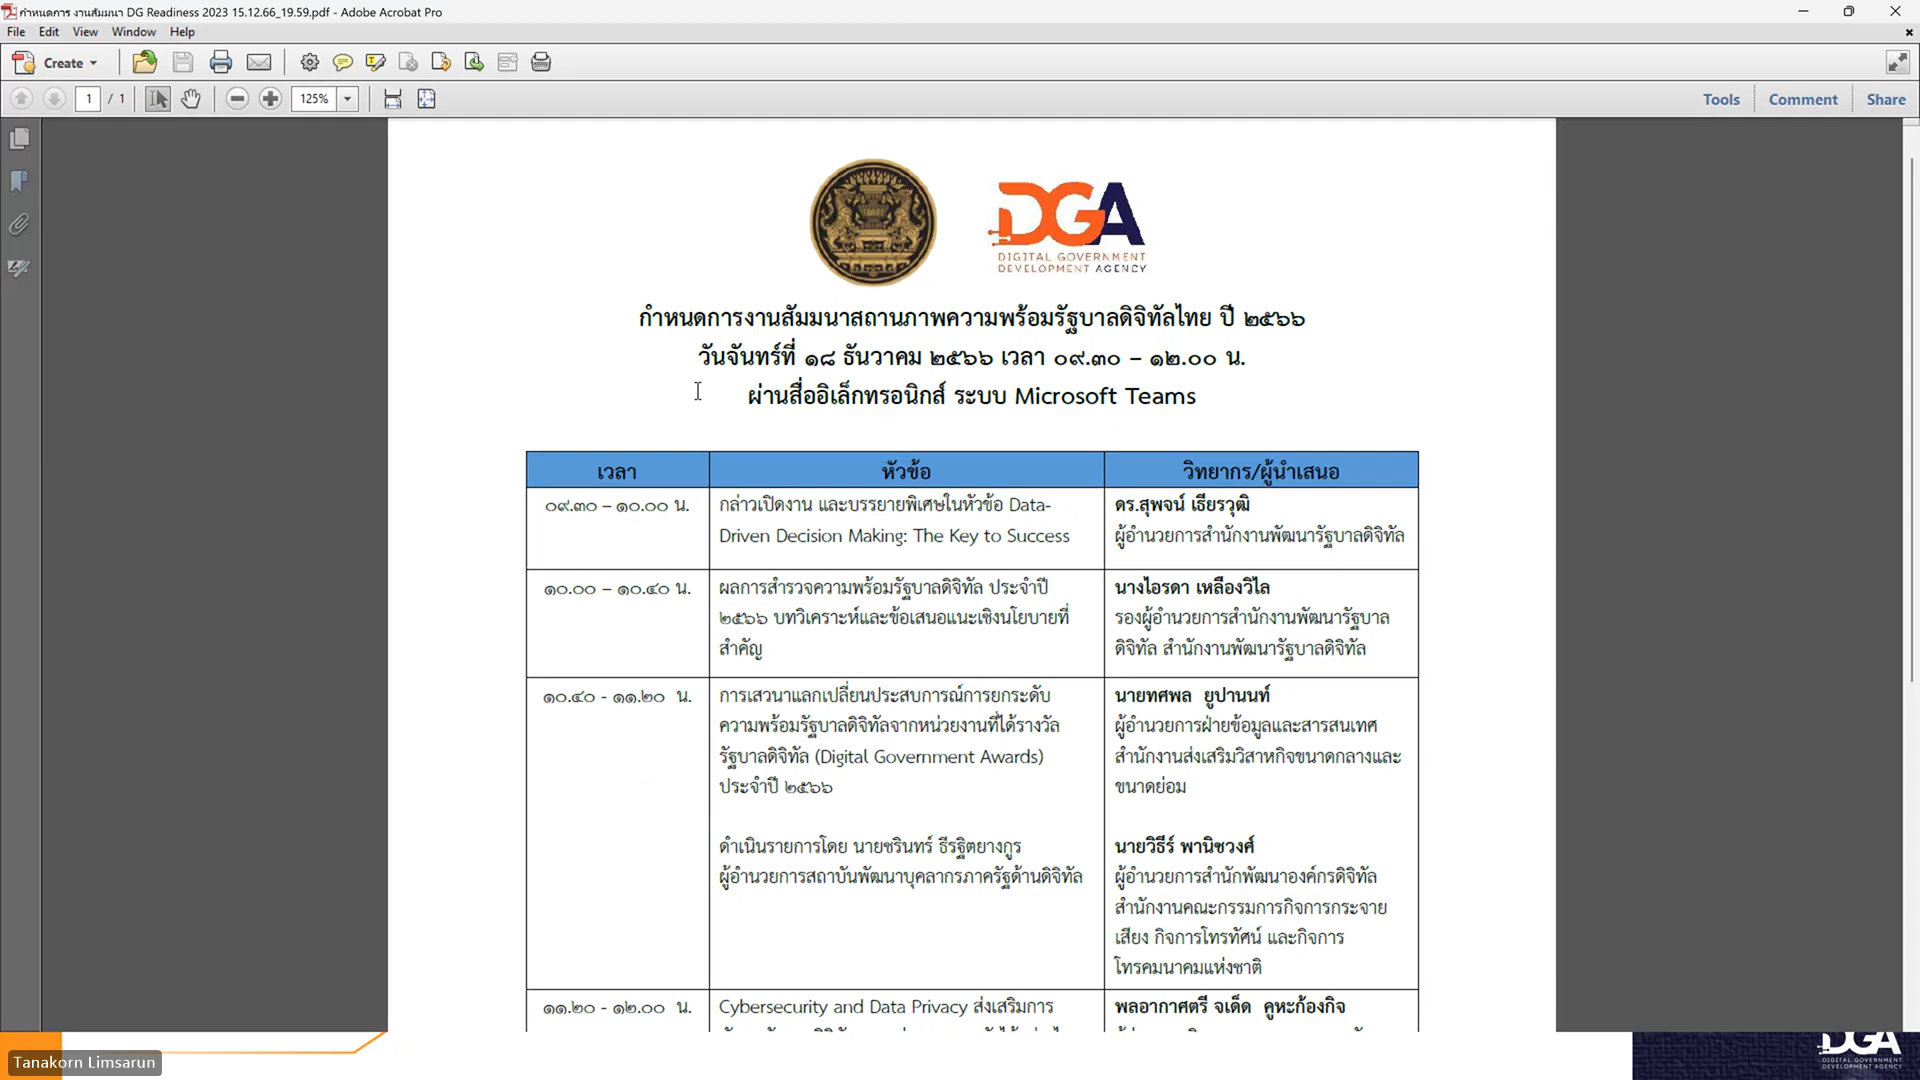 กำหนดการ งานสัมมนา DG Readiness 2023 15.12.66_19.59.pdf - Adobe Acrobat Pro
File Edit View Window Help
Create
1 / 1 125% Tools Comment Share
DGA
DIGITAL GOVERNMENT
DEVELOPMENT AGENCY
กำหนดการงานสัมมนาสถานภาพความพร้อมรัฐบาลดิจิทัลไทย ปี ๒๕๖๖
วันจันทร์ที่ ๑๘ ธันวาคม ๒๕๖๖ เวลา ๐๙.๓๐ – ๑๒.๐๐ น.
ผ่านสื่ออิเล็กทรอนิกส์ ระบบ Microsoft Teams
เวลา หัวข้อ วิทยากร/ผู้นำเสนอ
๐๙.๓๐ – ๑๐.๐๐ น.
กล่าวเปิดงาน และบรรยายพิเศษในหัวข้อ Data-
Driven Decision Making: The Key to Success
ดร.สุพจน์ เธียรวุฒิ
ผู้อำนวยการสำนักงานพัฒนารัฐบาลดิจิทัล
๑๐.๐๐ – ๑๐.๔๐ น.
ผลการสำรวจความพร้อมรัฐบาลดิจิทัล ประจำปี
๒๕๖๖ บทวิเคราะห์และข้อเสนอแนะเชิงนโยบายที่
สำคัญ
นางไอรดา เหลืองวิไล
รองผู้อำนวยการสำนักงานพัฒนารัฐบาล
ดิจิทัล สำนักงานพัฒนารัฐบาลดิจิทัล
๑๐.๔๐ - ๑๑.๒๐ น.
การเสวนาแลกเปลี่ยนประสบการณ์การยกระดับ
ความพร้อมรัฐบาลดิจิทัลจากหน่วยงานที่ได้รางวัล
รัฐบาลดิจิทัล (Digital Government Awards)
ประจำปี ๒๕๖๖
ดำเนินรายการโดย นายชรินทร์ ธีรฐิตยางกูร
ผู้อำนวยการสถาบันพัฒนาบุคลากรภาครัฐด้านดิจิทัล
นายทศพล ยูปานนท์
ผู้อำนวยการฝ่ายข้อมูลและสารสนเทศ
สำนักงานส่งเสริมวิสาหกิจขนาดกลางและ
ขนาดย่อม
นายวิธีร์ พานิชวงศ์
ผู้อำนวยการสำนักพัฒนาองค์กรดิจิทัล
สำนักงานคณะกรรมการกิจการกระจาย
เสียง กิจการโทรทัศน์ และกิจการ
โทรคมนาคมแห่งชาติ
๑๑.๒๐ - ๑๒.๐๐ น.
Cybersecurity and Data Privacy ส่งเสริมการ
พลอากาศตรี จเด็ด คูหะก้องกิจ
Tanakorn Limsarun
DGA
DIGITAL GOVERNMENT
DEVELOPMENT AGENCY